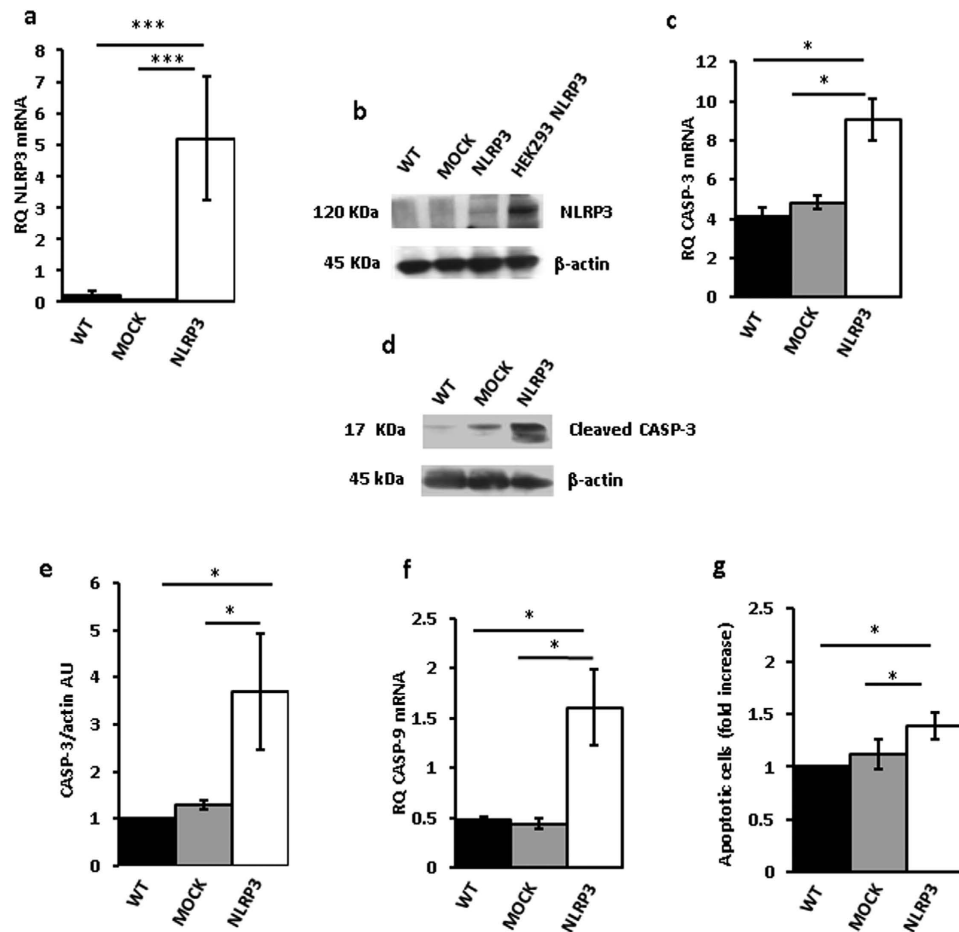 a
***
***
8
7
6
5
4
3
2
1
0
RQ NLRP3 mRNA
WT
MOCK
NLRP3
b
WT
MOCK
NLRP3
HEK293 NLRP3
120 KDa
NLRP3
45 KDa
β-actin
c
*
*
12
10
8
6
4
2
0
RQ CASP-3 mRNA
WT
MOCK
NLRP3
d
WT
MOCK
NLRP3
17 KDa
Cleaved CASP-3
45 kDa
β-actin
e
*
*
6
5
4
3
2
1
0
CASP-3/actin AU
WT
MOCK
NLRP3
f
*
*
2.5
2
1.5
1
0.5
0
RQ CASP-9 mRNA
WT
MOCK
NLRP3
g
*
*
2.5
2
1.5
1
0.5
0
Apoptotic cells (fold increase)
WT
MOCK
NLRP3